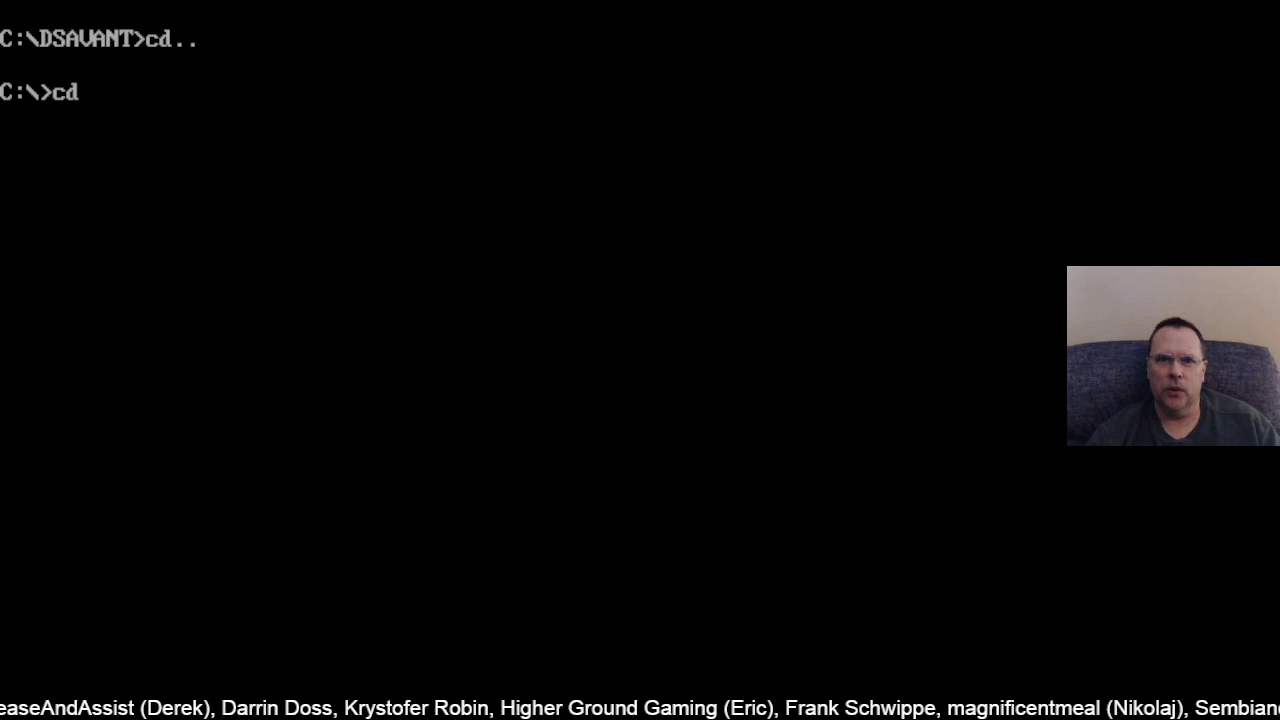 C:\DSAVANT>cd..
C:\>cd
easeAndAssist (Derek), Darrin Doss, Krystofer Robin, Higher Ground Gaming (Eric), Frank Schwippe, magnificentmeal (Nikolaj), Sembian